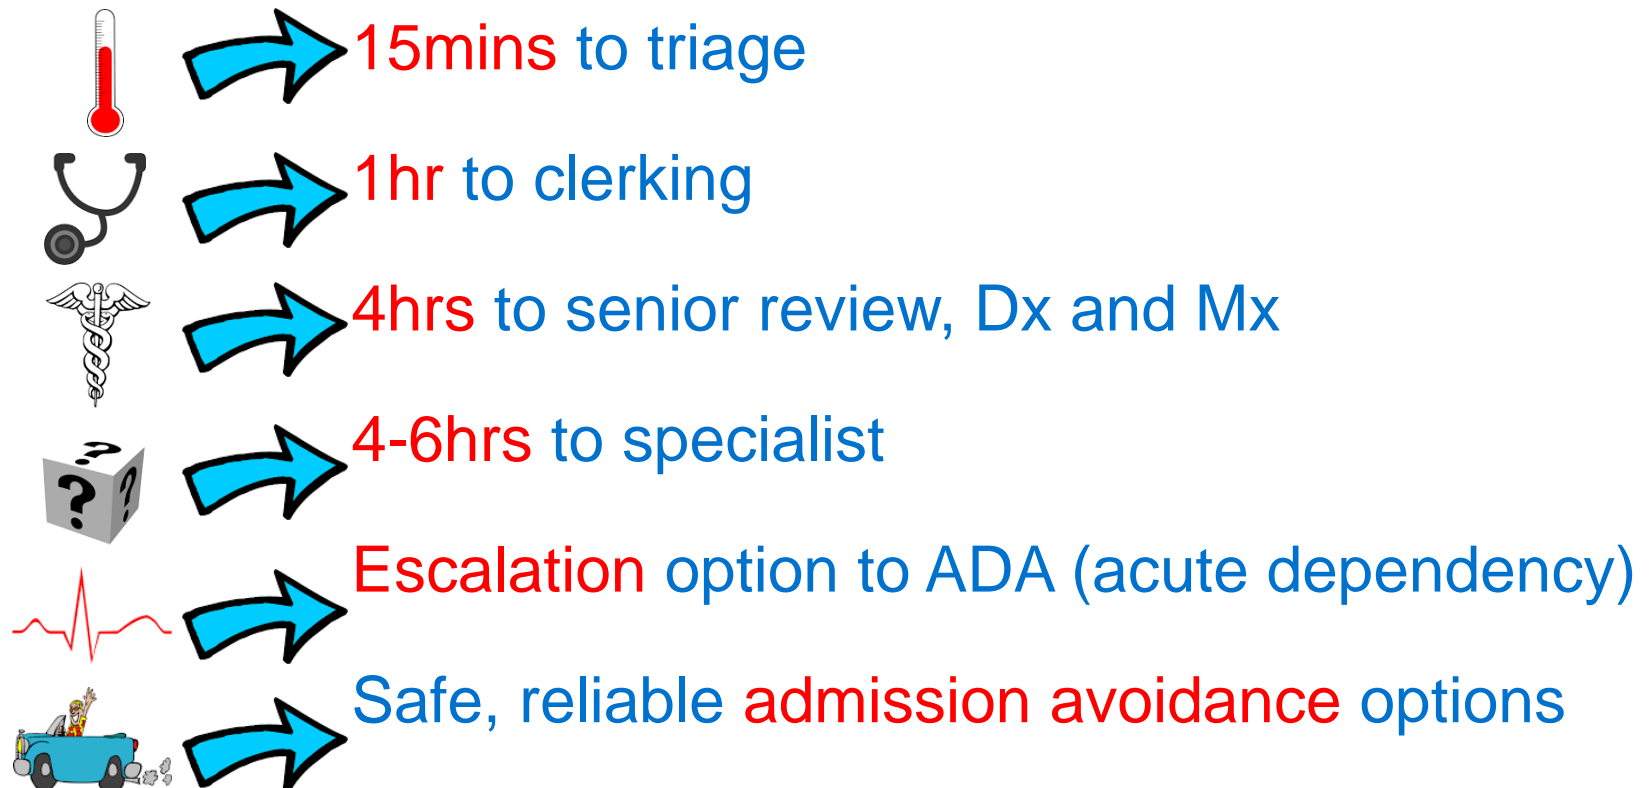 15mins to triage
1hr to clerking
4hrs to senior review, Dx and Mx
? ? ?
4-6hrs to specialist
Escalation option to ADA (acute dependency)
Safe, reliable admission avoidance options